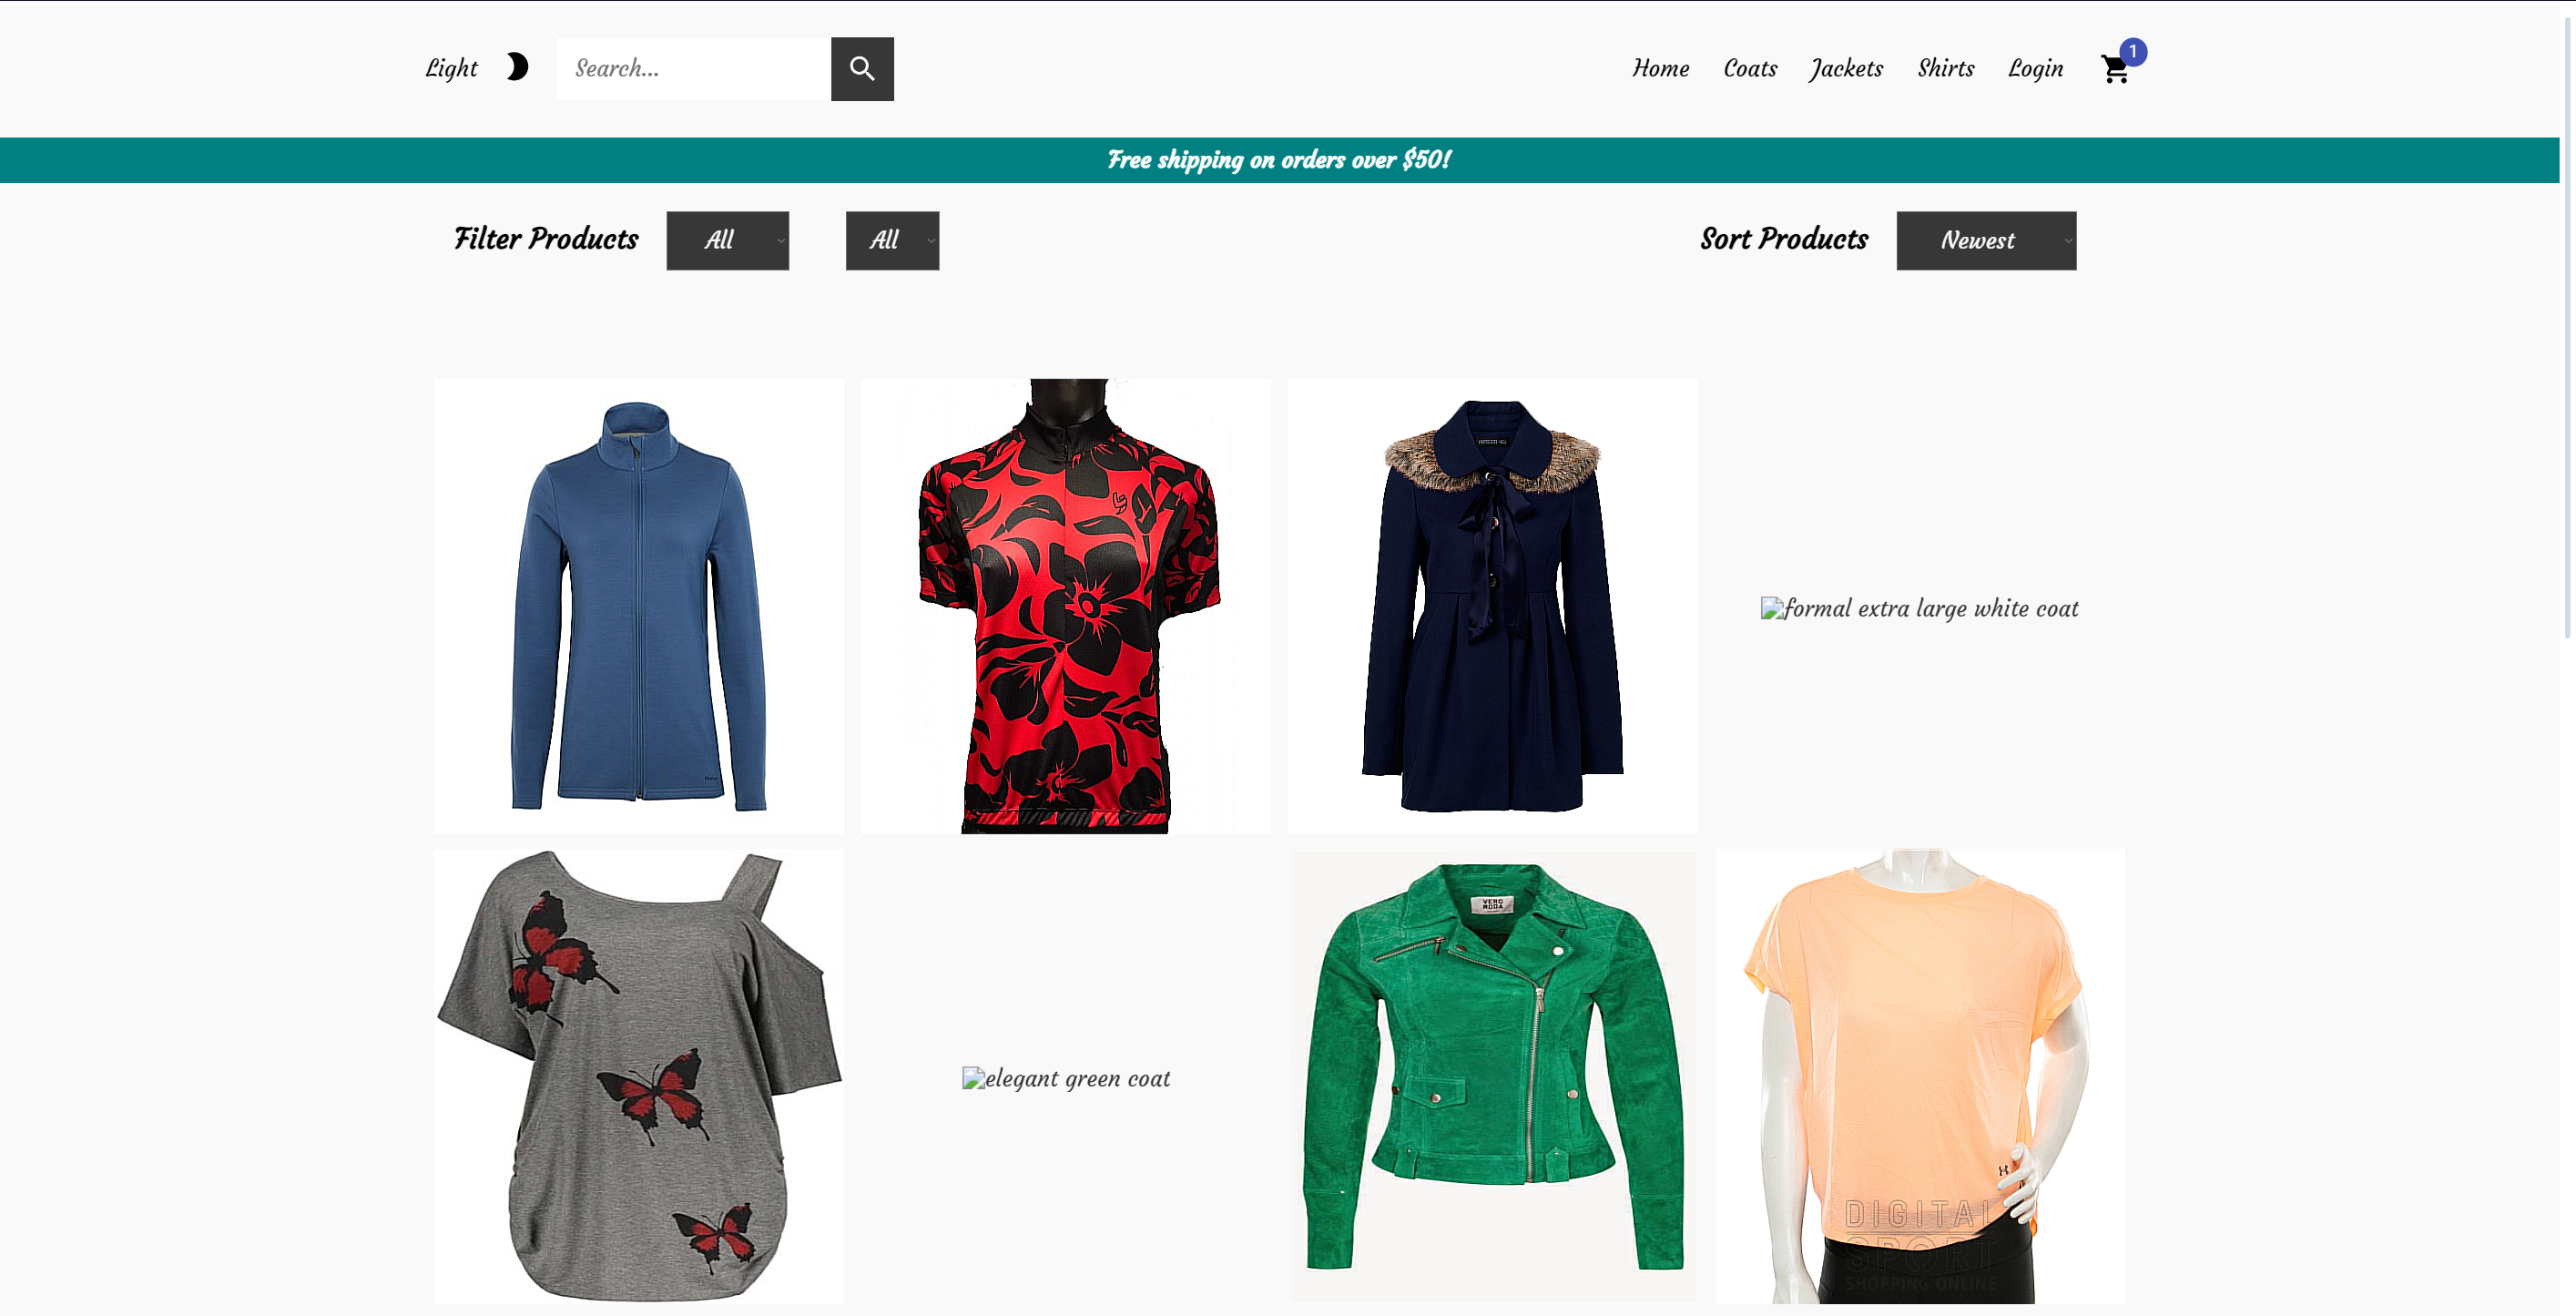 Light
Search...
Home
Coats
Jackets
Shirts
Login
1
Free shipping on orders over $50!
Filter Products
All
All
Sort Products
Newest
formal extra large white coat
VERO
MODA
elegant green coat
DIGITAL
SPORT
SHOPPING ONLINE